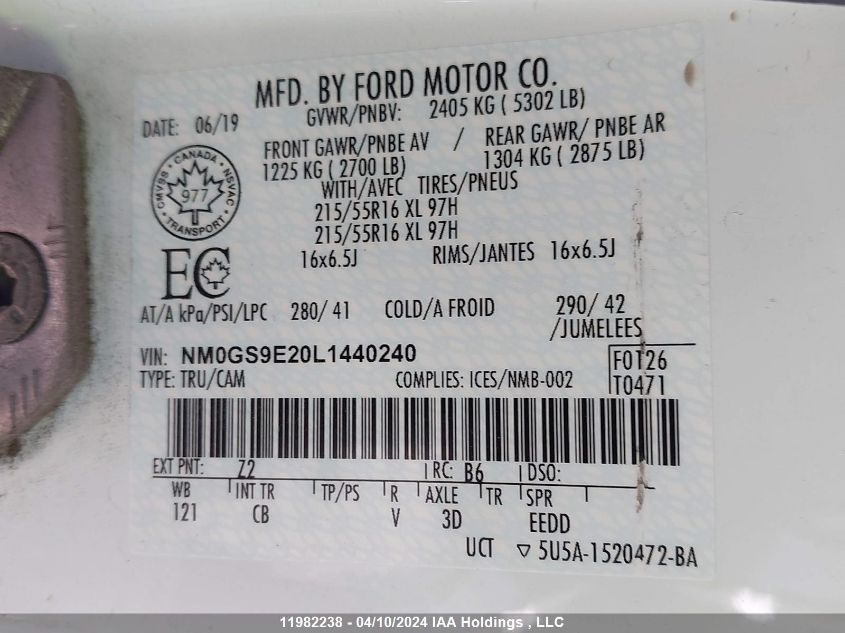 MFD. BY FORD MOTOR CO.
DATE: 06/19
GVWR/PNBV: 2405 KG ( 5302 LB)
FRONT GAWR/PNBE AV / REAR GAWR/ PNBE AR
1225 KG ( 2700 LB) 1304 KG ( 2875 LB)
WITH/AVEC TIRES/PNEUS
215/55R16 XL 97H
215/55R16 XL 97H
16x6.5J RIMS/JANTES 16x6.5J
CANADA
CMVSS NSVAC
977
TRANSPORT
EC
AT/A kPa/PSI/LPC 280/ 41 COLD/A FROID 290/ 42
/JUMELEES
VIN: NM0GS9E20L1440240
TYPE: TRU/CAM COMPLIES: ICES/NMB-002
F0126
T0471
EXT PNT: Z2 RC: B6 DSO:
WB INT TR TP/PS R AXLE TR SPR
121 CB V 3D EEDD
UCT ▽ 5U5A-1520472-BA
11982238 - 04/10/2024 IAA Holdings , LLC